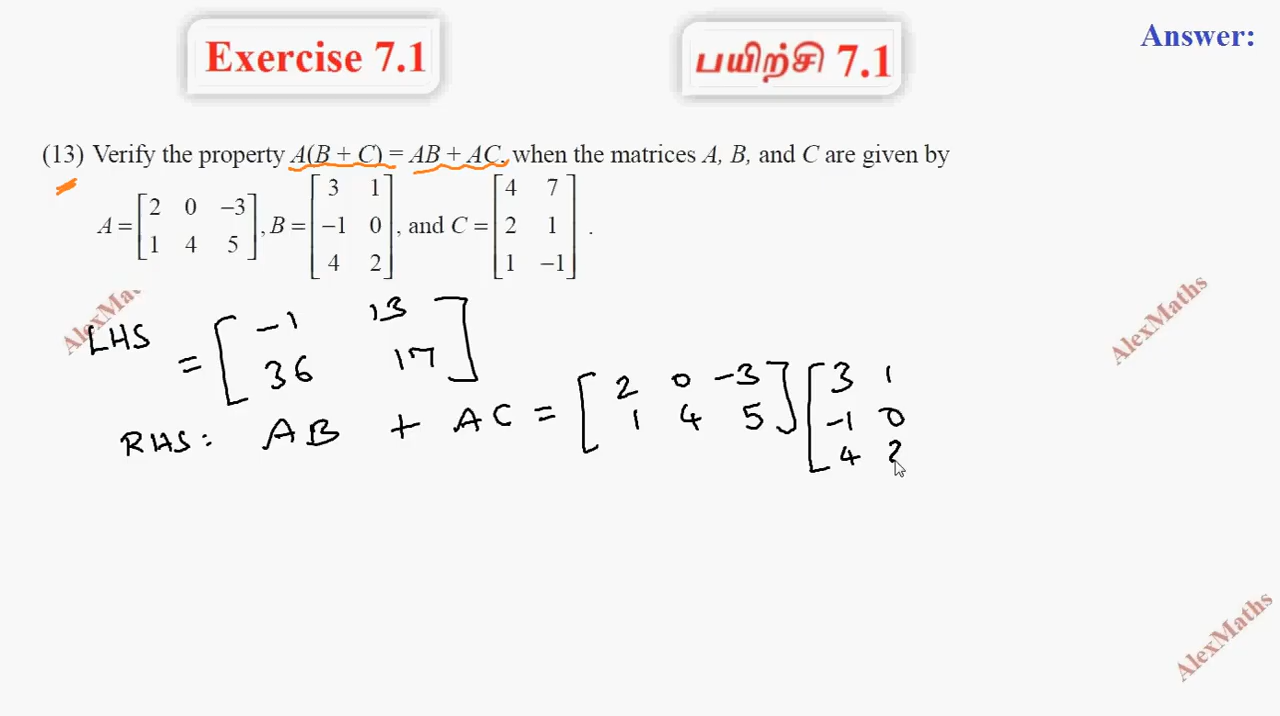 Exercise 7.1
பயிற்சி 7.1
Answer:
(13) Verify the property A(B + C) = AB + AC, when the matrices A, B, and C are given by
A = [2 0 −3; 1 4 5], B = [3 1; −1 0; 4 2], and C = [4 7; 2 1; 1 −1].
LHS = [-1 13; 36 17]
RHS: AB + AC = [2 0 -3; 1 4 5] [3 1; -1 0; 4 2
AlexMaths
AlexMaths
AlexMaths